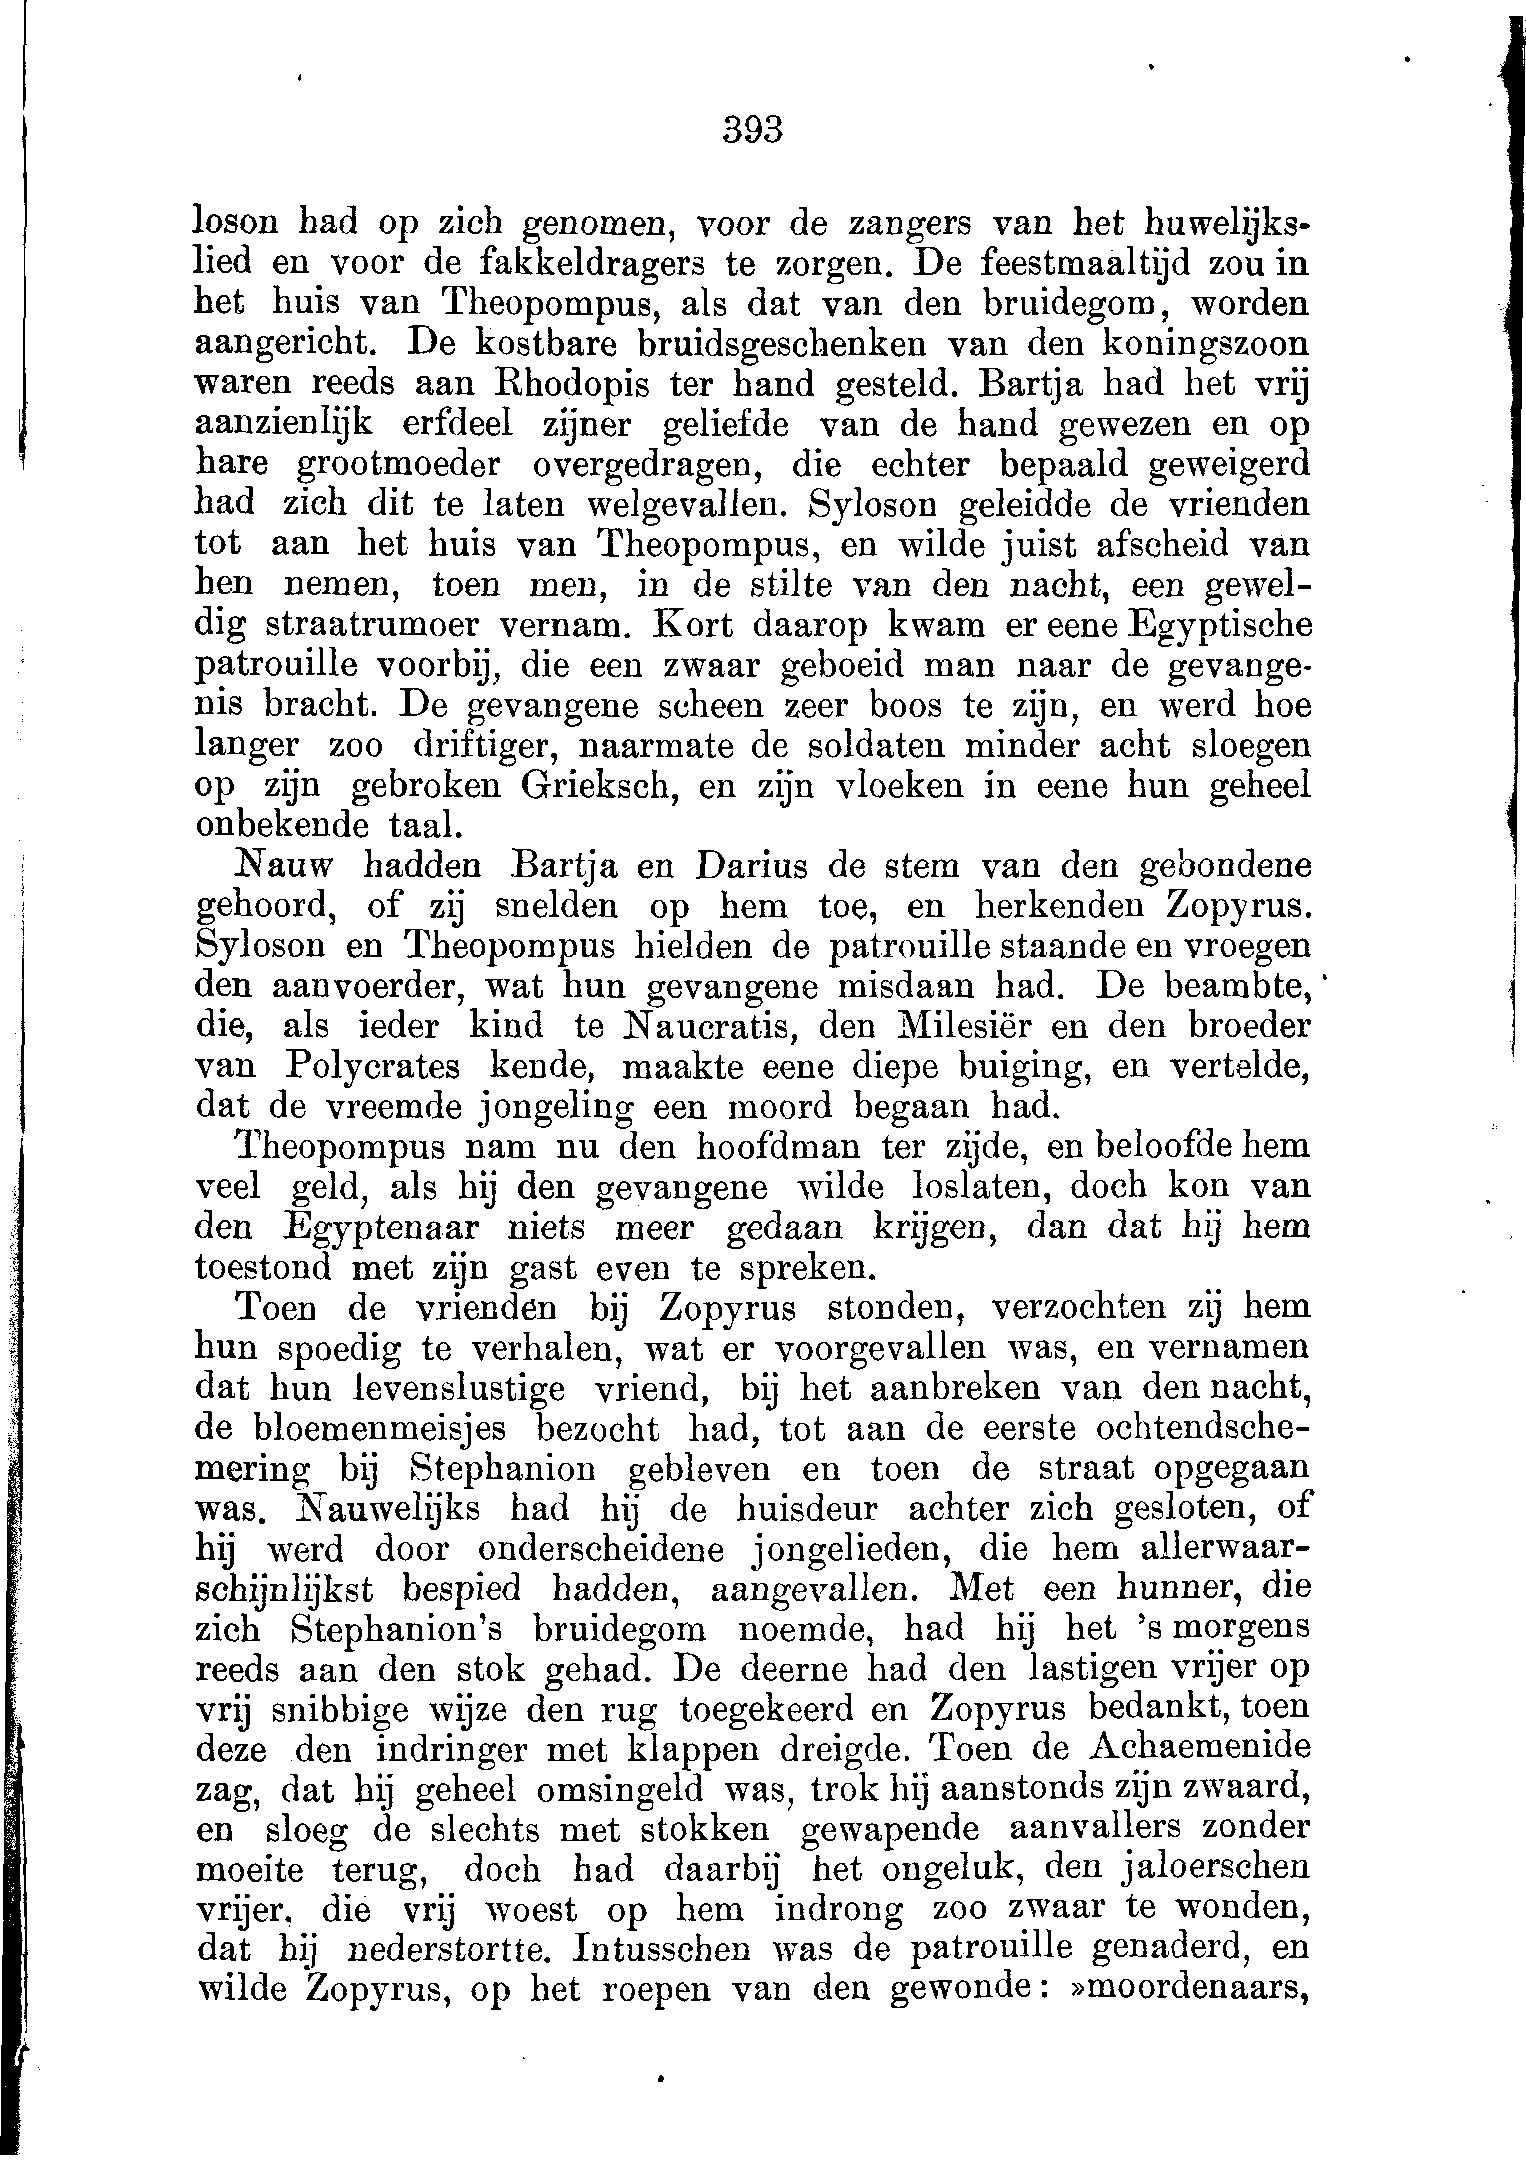 393
loson had op zich genomen, voor de zangers van het huwelijks-
lied en voor de fakkeldragers te zorgen. De feestmaaltijd zou in
het huis van Theopompus, als dat van den bruidegom, worden
aangericht. De kostbare bruidsgeschenken van den koningszoon
waren reeds aan Rhodopis ter hand gesteld. Bartja had het vrij
aanzienlijk erfdeel zijner geliefde van de hand gewezen en op
hare grootmoeder overgedragen, die echter bepaald geweigerd
had zich dit te laten welgevallen. Syloson geleidde de vrienden
tot aan het huis van Theopompus, en wilde juist afscheid van
hen nemen, toen men, in de stilte van den nacht, een gewel-
dig straatrumoer vernam. Kort daarop kwam er eene Egyptische
patrouille voorbij, die een zwaar geboeid man naar de gevange-
nis bracht. De gevangene scheen zeer boos te zijn, en werd hoe
langer zoo driftiger, naarmate de soldaten minder acht sloegen
op zijn gebroken Grieksch, en zijn vloeken in eene hun geheel
onbekende taal.
Nauw hadden Bartja en Darius de stem van den gebondene
gehoord, of zij snelden op hem toe, en herkenden Zopyrus.
Syloson en Theopompus hielden de patrouille staande en vroegen
den aanvoerder, wat hun gevangene misdaan had. De beambte,
die, als ieder kind te Naucratis, den Milesiër en den broeder
van Polycrates kende, maakte eene diepe buiging, en vertelde,
dat de vreemde jongeling een moord begaan had.
Theopompus nam nu den hoofdman ter zijde, en beloofde hem
veel geld, als hij den gevangene wilde loslaten, doch kon van
den Egyptenaar niets meer gedaan krijgen, dan dat hij hem
toestond met zijn gast even te spreken.
Toen de vrienden bij Zopyrus stonden, verzochten zij hem
hun spoedig te verhalen, wat er voorgevallen was, en vernamen
dat hun levenslustige vriend, bij het aanbreken van den nacht,
de bloemenmeisjes bezocht had, tot aan de eerste ochtendsche-
mering bij Stephanion gebleven en toen de straat opgegaan
was. Nauwelijks had hij de huisdeur achter zich gesloten, of
hij werd door onderscheidene jongelieden, die hem allerwaar-
schijnlijkst bespied hadden, aangevallen. Met een hunner, die
zich Stephanion's bruidegom noemde, had hij het 's morgens
reeds aan den stok gehad. De deerne had den lastigen vrijer op
vrij snibbige wijze den rug toegekeerd en Zopyrus bedankt, toen
deze den indringer met klappen dreigde. Toen de Achaemenide
zag, dat hij geheel omsingeld was, trok hij aanstonds zijn zwaard,
en sloeg de slechts met stokken gewapende aanvallers zonder
moeite terug, doch had daarbij het ongeluk, den jaloerschen
vrijer, die vrij woest op hem indrong zoo zwaar te wonden,
dat hij nederstortte. Intusschen was de patrouille genaderd, en
wilde Zopyrus, op het roepen van den gewonde: »moordenaars,